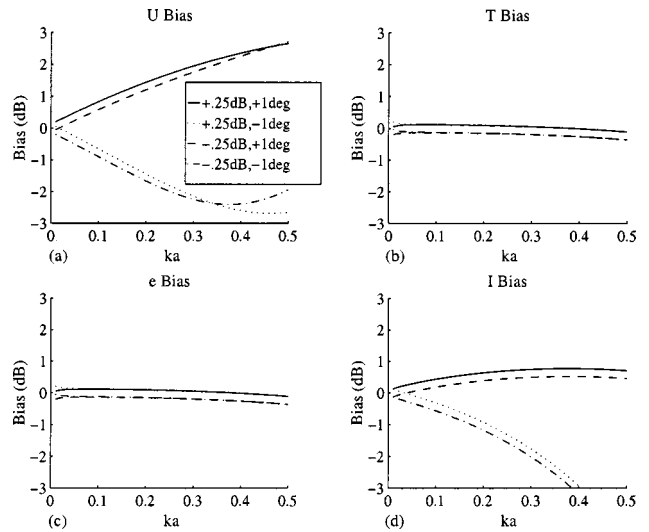 U Bias
3
2
1
0
−1
−2
−3
Bias (dB)
+.25dB,+1deg
+.25dB,−1deg
−.25dB,+1deg
−.25dB,−1deg
0 0.1 0.2 0.3 0.4 0.5
(a) ka
T Bias
3
2
1
0
−1
−2
−3
Bias (dB)
0 0.1 0.2 0.3 0.4 0.5
(b) ka
e Bias
3
2
1
0
−1
−2
−3
Bias (dB)
0 0.1 0.2 0.3 0.4 0.5
(c) ka
I Bias
3
2
1
0
−1
−2
−3
Bias (dB)
0 0.1 0.2 0.3 0.4 0.5
(d) ka